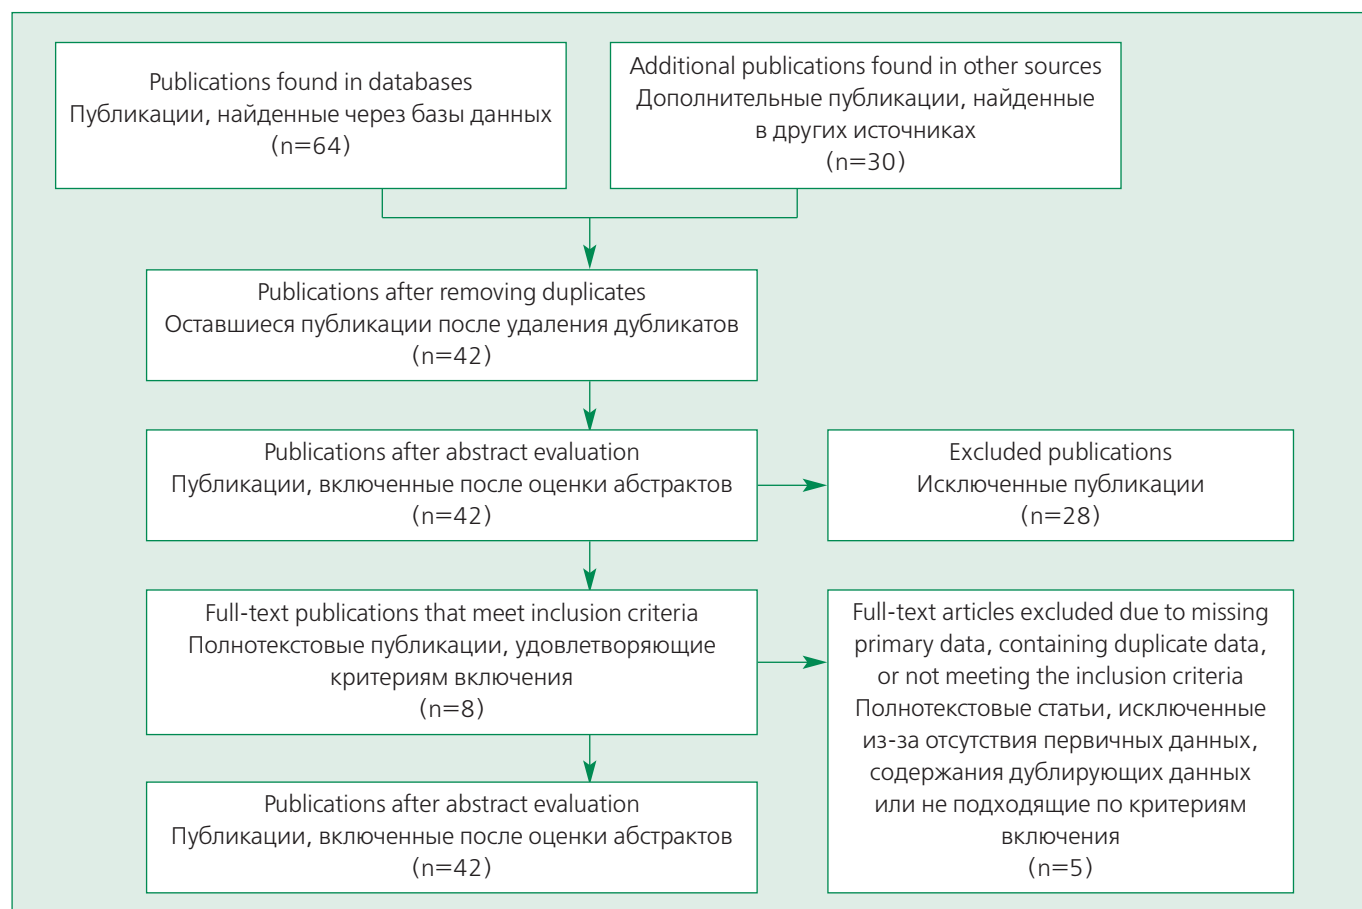 Publications found in databases
Публикации, найденные через базы данных
(n=64)
Additional publications found in other sources
Дополнительные публикации, найденные
в других источниках
(n=30)
Publications after removing duplicates
Оставшиеся публикации после удаления дубликатов
(n=42)
Publications after abstract evaluation
Публикации, включенные после оценки абстрактов
(n=42)
Excluded publications
Исключенные публикации
(n=28)
Full-text publications that meet inclusion criteria
Полнотекстовые публикации, удовлетворяющие
критериям включения
(n=8)
Full-text articles excluded due to missing
primary data, containing duplicate data,
or not meeting the inclusion criteria
Полнотекстовые статьи, исключенные
из-за отсутствия первичных данных,
содержания дублирующих данных
или не подходящие по критериям
включения
(n=5)
Publications after abstract evaluation
Публикации, включенные после оценки абстрактов
(n=42)